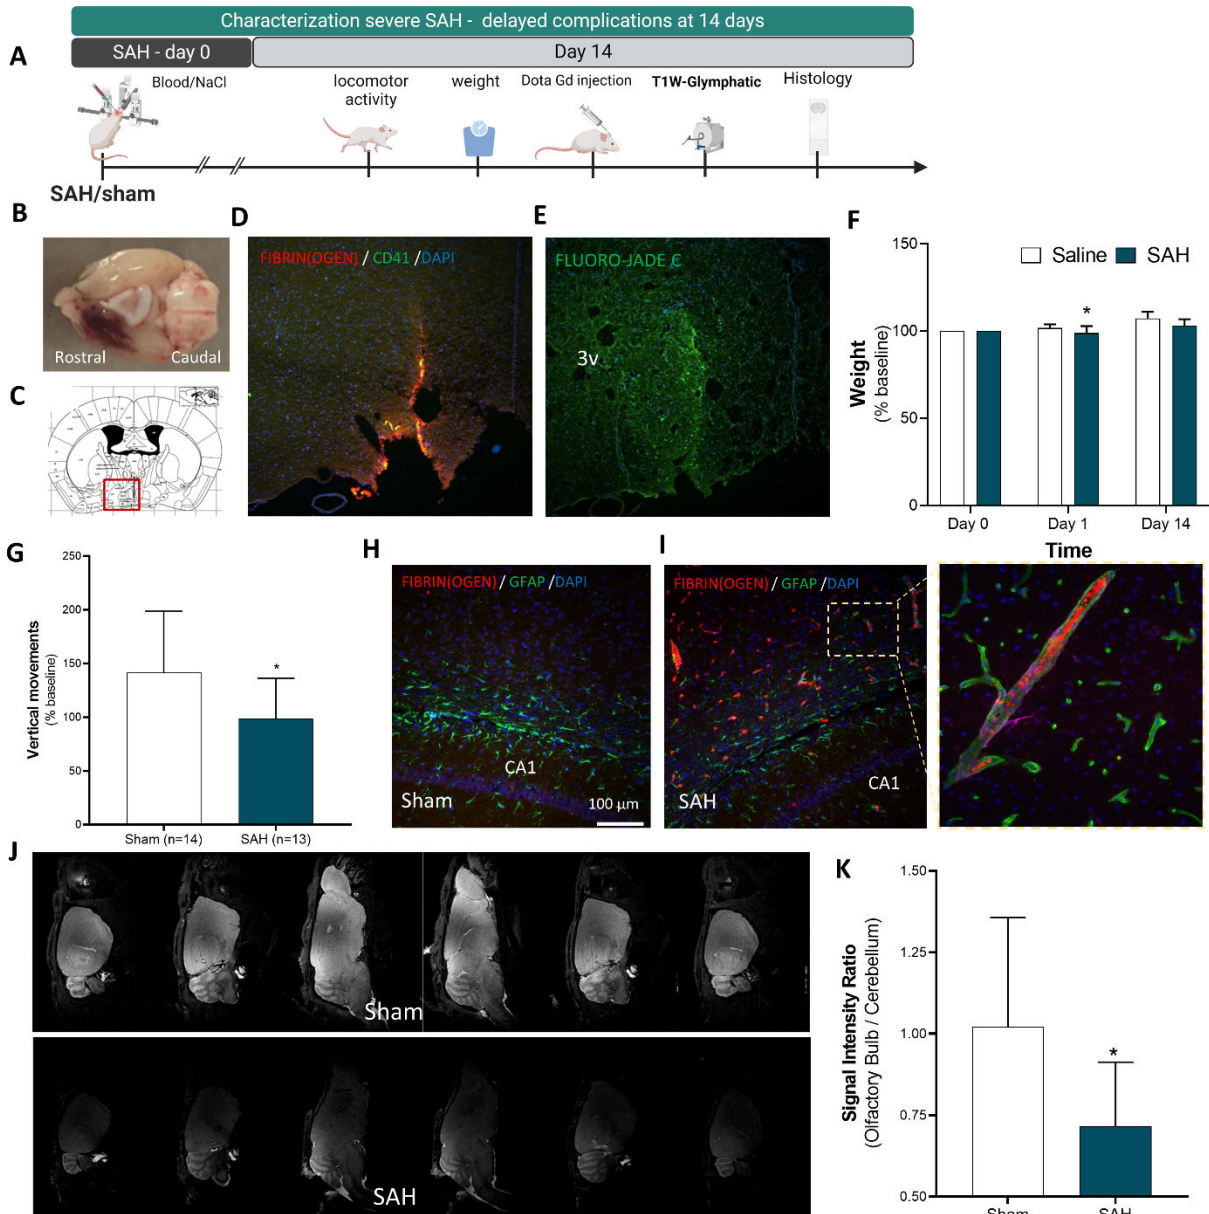 Characterization severe SAH - delayed complications at 14 days
SAH - day 0
Day 14
A
Blood/NaCl
locomotor
activity
weight
Dota Gd injection
T1W-Glymphatic
Histology
SAH/sham
B
Rostral
Caudal
C
D
FIBRIN(OGEN) / CD41 /DAPI
E
FLUORO-JADE C
3v
F
150
100
50
0
Weight
(% baseline)
Saline
SAH
*
Day 0
Day 1
Day 14
Time
G
250
200
150
100
50
0
Vertical movements
(% baseline)
*
Sham (n=14)
SAH (n=13)
H
FIBRIN(OGEN) / GFAP /DAPI
CA1
Sham
100 µm
I
FIBRIN(OGEN) / GFAP /DAPI
CA1
SAH
J
Sham
SAH
K
1.50
1.25
1.00
0.75
0.50
Signal Intensity Ratio
(Olfactory Bulb / Cerebellum)
*
Sham
SAH